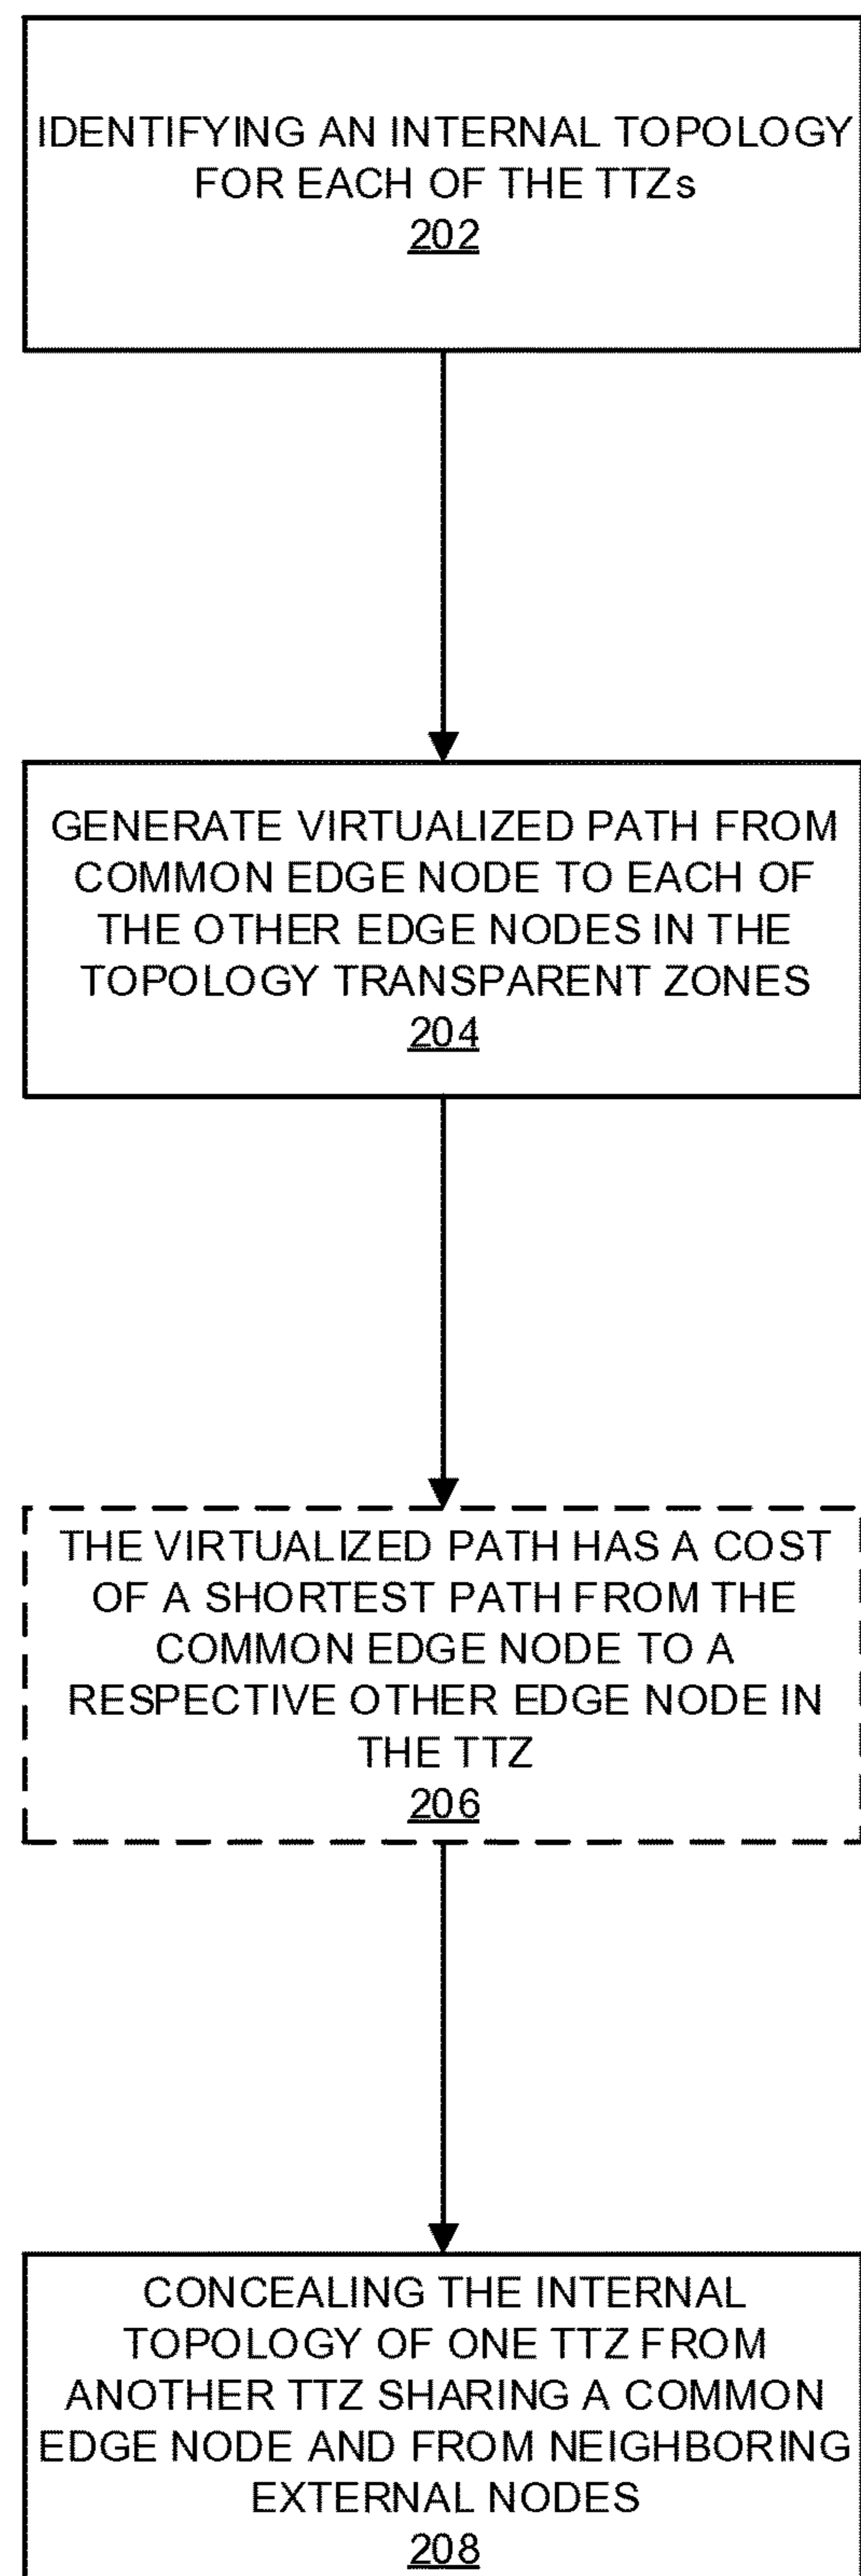 IDENTIFYING AN INTERNAL TOPOLOGY
FOR EACH OF THE TTZs
202
GENERATE VIRTUALIZED PATH FROM
COMMON EDGE NODE TO EACH OF
THE OTHER EDGE NODES IN THE
TOPOLOGY TRANSPARENT ZONES
204
THE VIRTUALIZED PATH HAS A COST
OF A SHORTEST PATH FROM THE
COMMON EDGE NODE TO A
RESPECTIVE OTHER EDGE NODE IN
THE TTZ
206
CONCEALING THE INTERNAL
TOPOLOGY OF ONE TTZ FROM
ANOTHER TTZ SHARING A COMMON
EDGE NODE AND FROM NEIGHBORING
EXTERNAL NODES
208